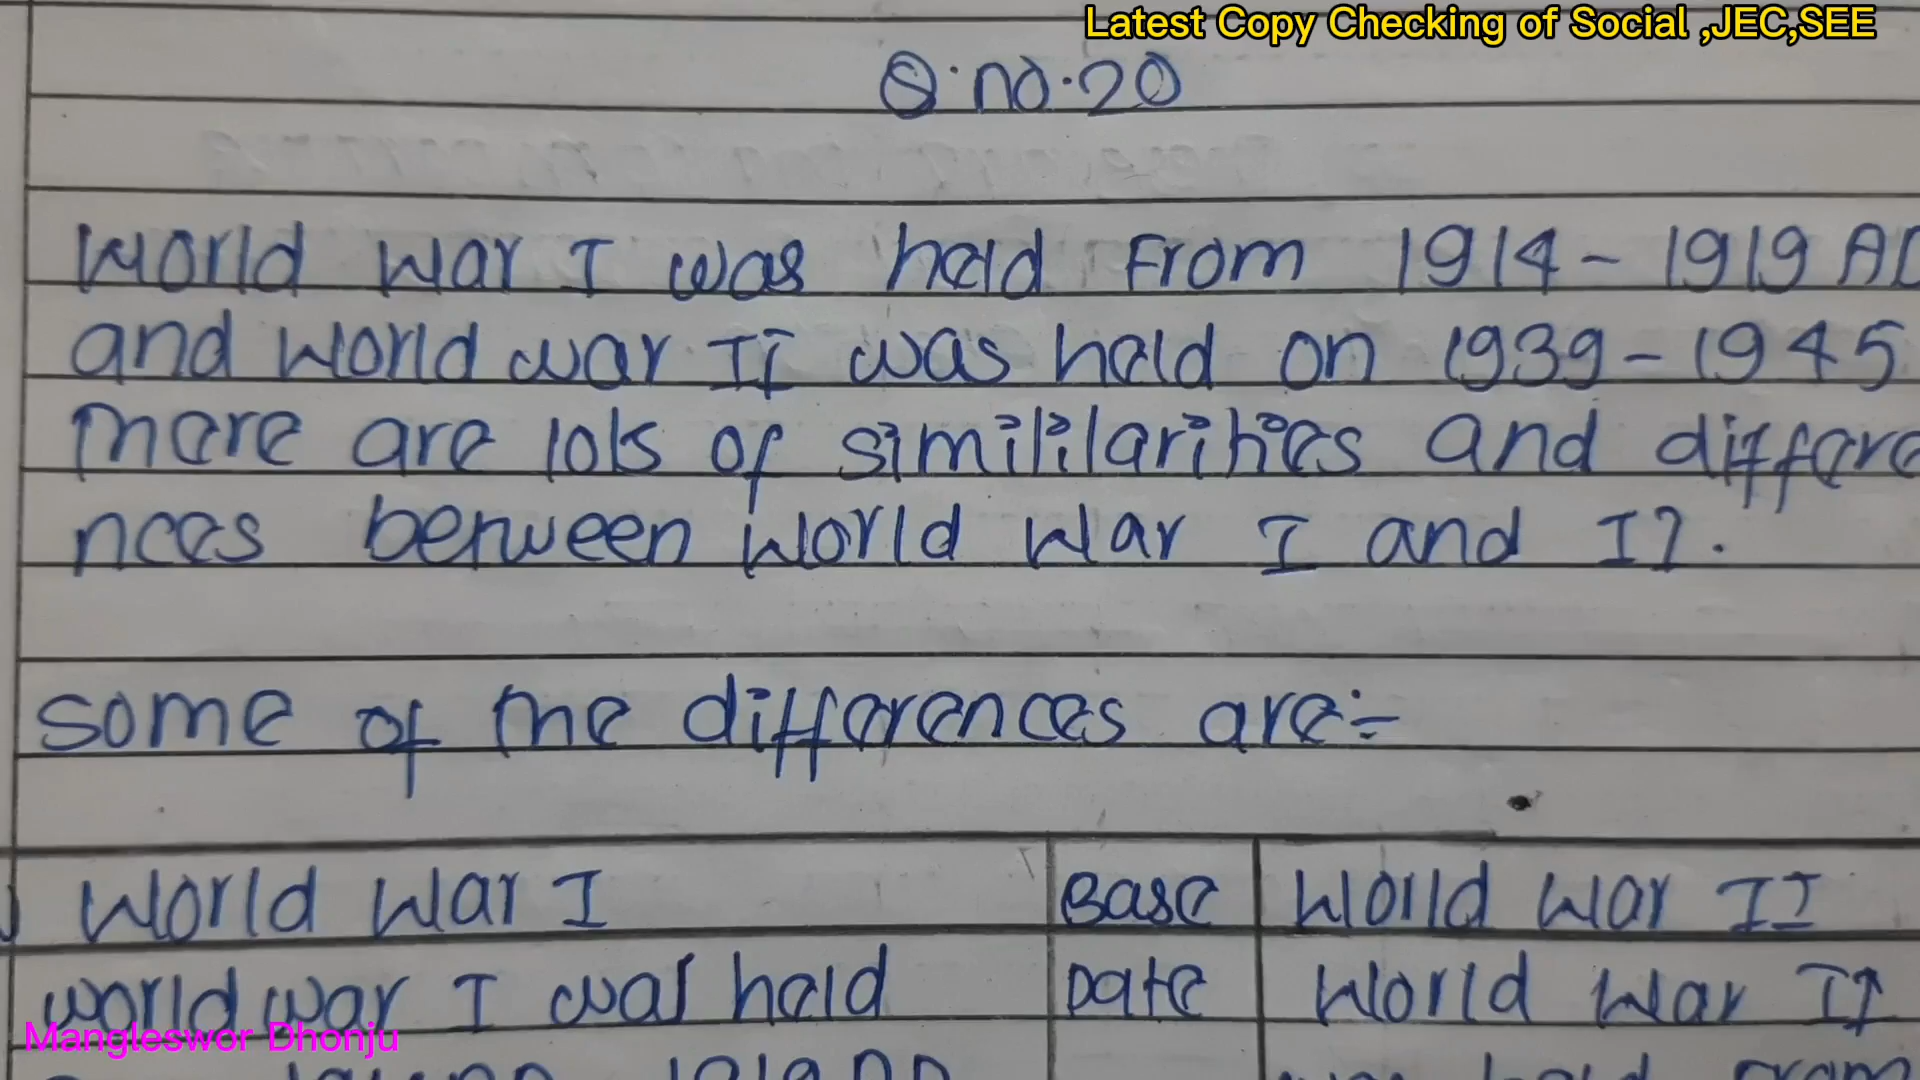 Latest Copy Checking of Social ,JEC,SEE
Q.no.20
World War I was held From 1914-1919 AD
and World war II was held on 1939-1945
There are lots of simililarities and differe
nces between World War I and II.
some of the differences are:-
World War I Base World War II
world war I was held Date World War II
Mangleswor Dhonju